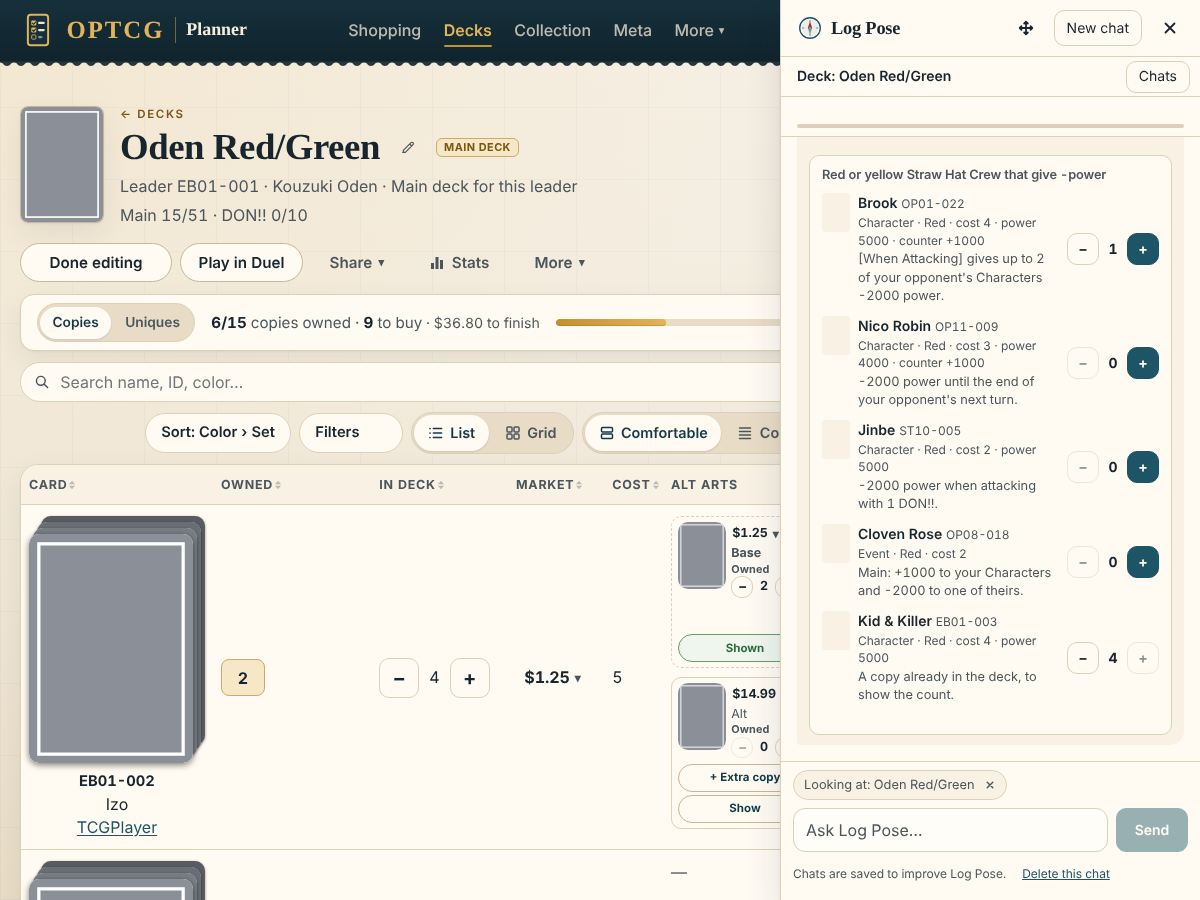 OPTCG Planner
Shopping Decks Collection Meta More ▾
← DECKS
Oden Red/Green MAIN DECK
Leader EB01-001 · Kouzuki Oden · Main deck for this leader
Main 15/51 · DON!! 0/10
Done editing Play in Duel Share ▾ Stats More ▾
Copies Uniques 6/15 copies owned · 9 to buy · $36.80 to finish
Search name, ID, color...
Sort: Color › Set Filters List Grid Comfortable Co
CARD OWNED IN DECK MARKET COST ALT ARTS
2 − 4 + $1.25 ▾ 5
EB01-002
Izo
TCGPlayer
$1.25 ▾
Base
Owned
− 2
Shown
$14.99
Alt
Owned
− 0
+ Extra copy
Show
—
Log Pose New chat ✕
Deck: Oden Red/Green Chats
Red or yellow Straw Hat Crew that give -power
Brook OP01-022
Character · Red · cost 4 · power
5000 · counter +1000
[When Attacking] gives up to 2
of your opponent's Characters
-2000 power.
− 1 +
Nico Robin OP11-009
Character · Red · cost 3 · power
4000 · counter +1000
-2000 power until the end of
your opponent's next turn.
− 0 +
Jinbe ST10-005
Character · Red · cost 2 · power
5000
-2000 power when attacking
with 1 DON!!.
− 0 +
Cloven Rose OP08-018
Event · Red · cost 2
Main: +1000 to your Characters
and -2000 to one of theirs.
− 0 +
Kid & Killer EB01-003
Character · Red · cost 4 · power
5000
A copy already in the deck, to
show the count.
− 4 +
Looking at: Oden Red/Green ✕
Ask Log Pose... Send
Chats are saved to improve Log Pose. Delete this chat